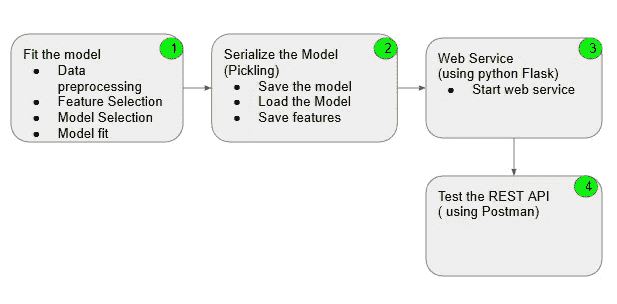 1
Fit the model
● Data
preprocessing
● Feature Selection
● Model Selection
● Model fit
2
Serialize the Model
(Pickling)
● Save the model
● Load the Model
● Save features
3
Web Service
(using python Flask)
● Start web service
4
Test the REST API
( using Postman)